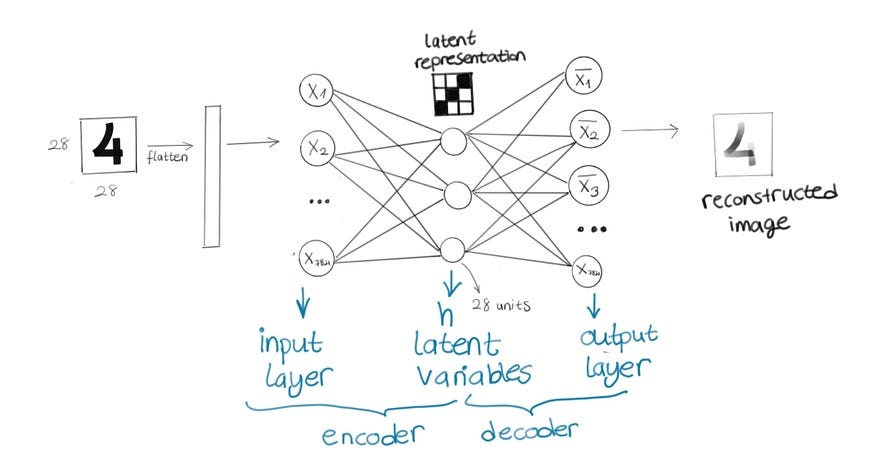 latent
representation
28
4
28
flatten
X1
X2
...
X784
28 units
X̅1
X̅2
X̅3
...
X784
4
reconstructed
image
input
layer
h
latent
variables
output
layer
encoder
decoder